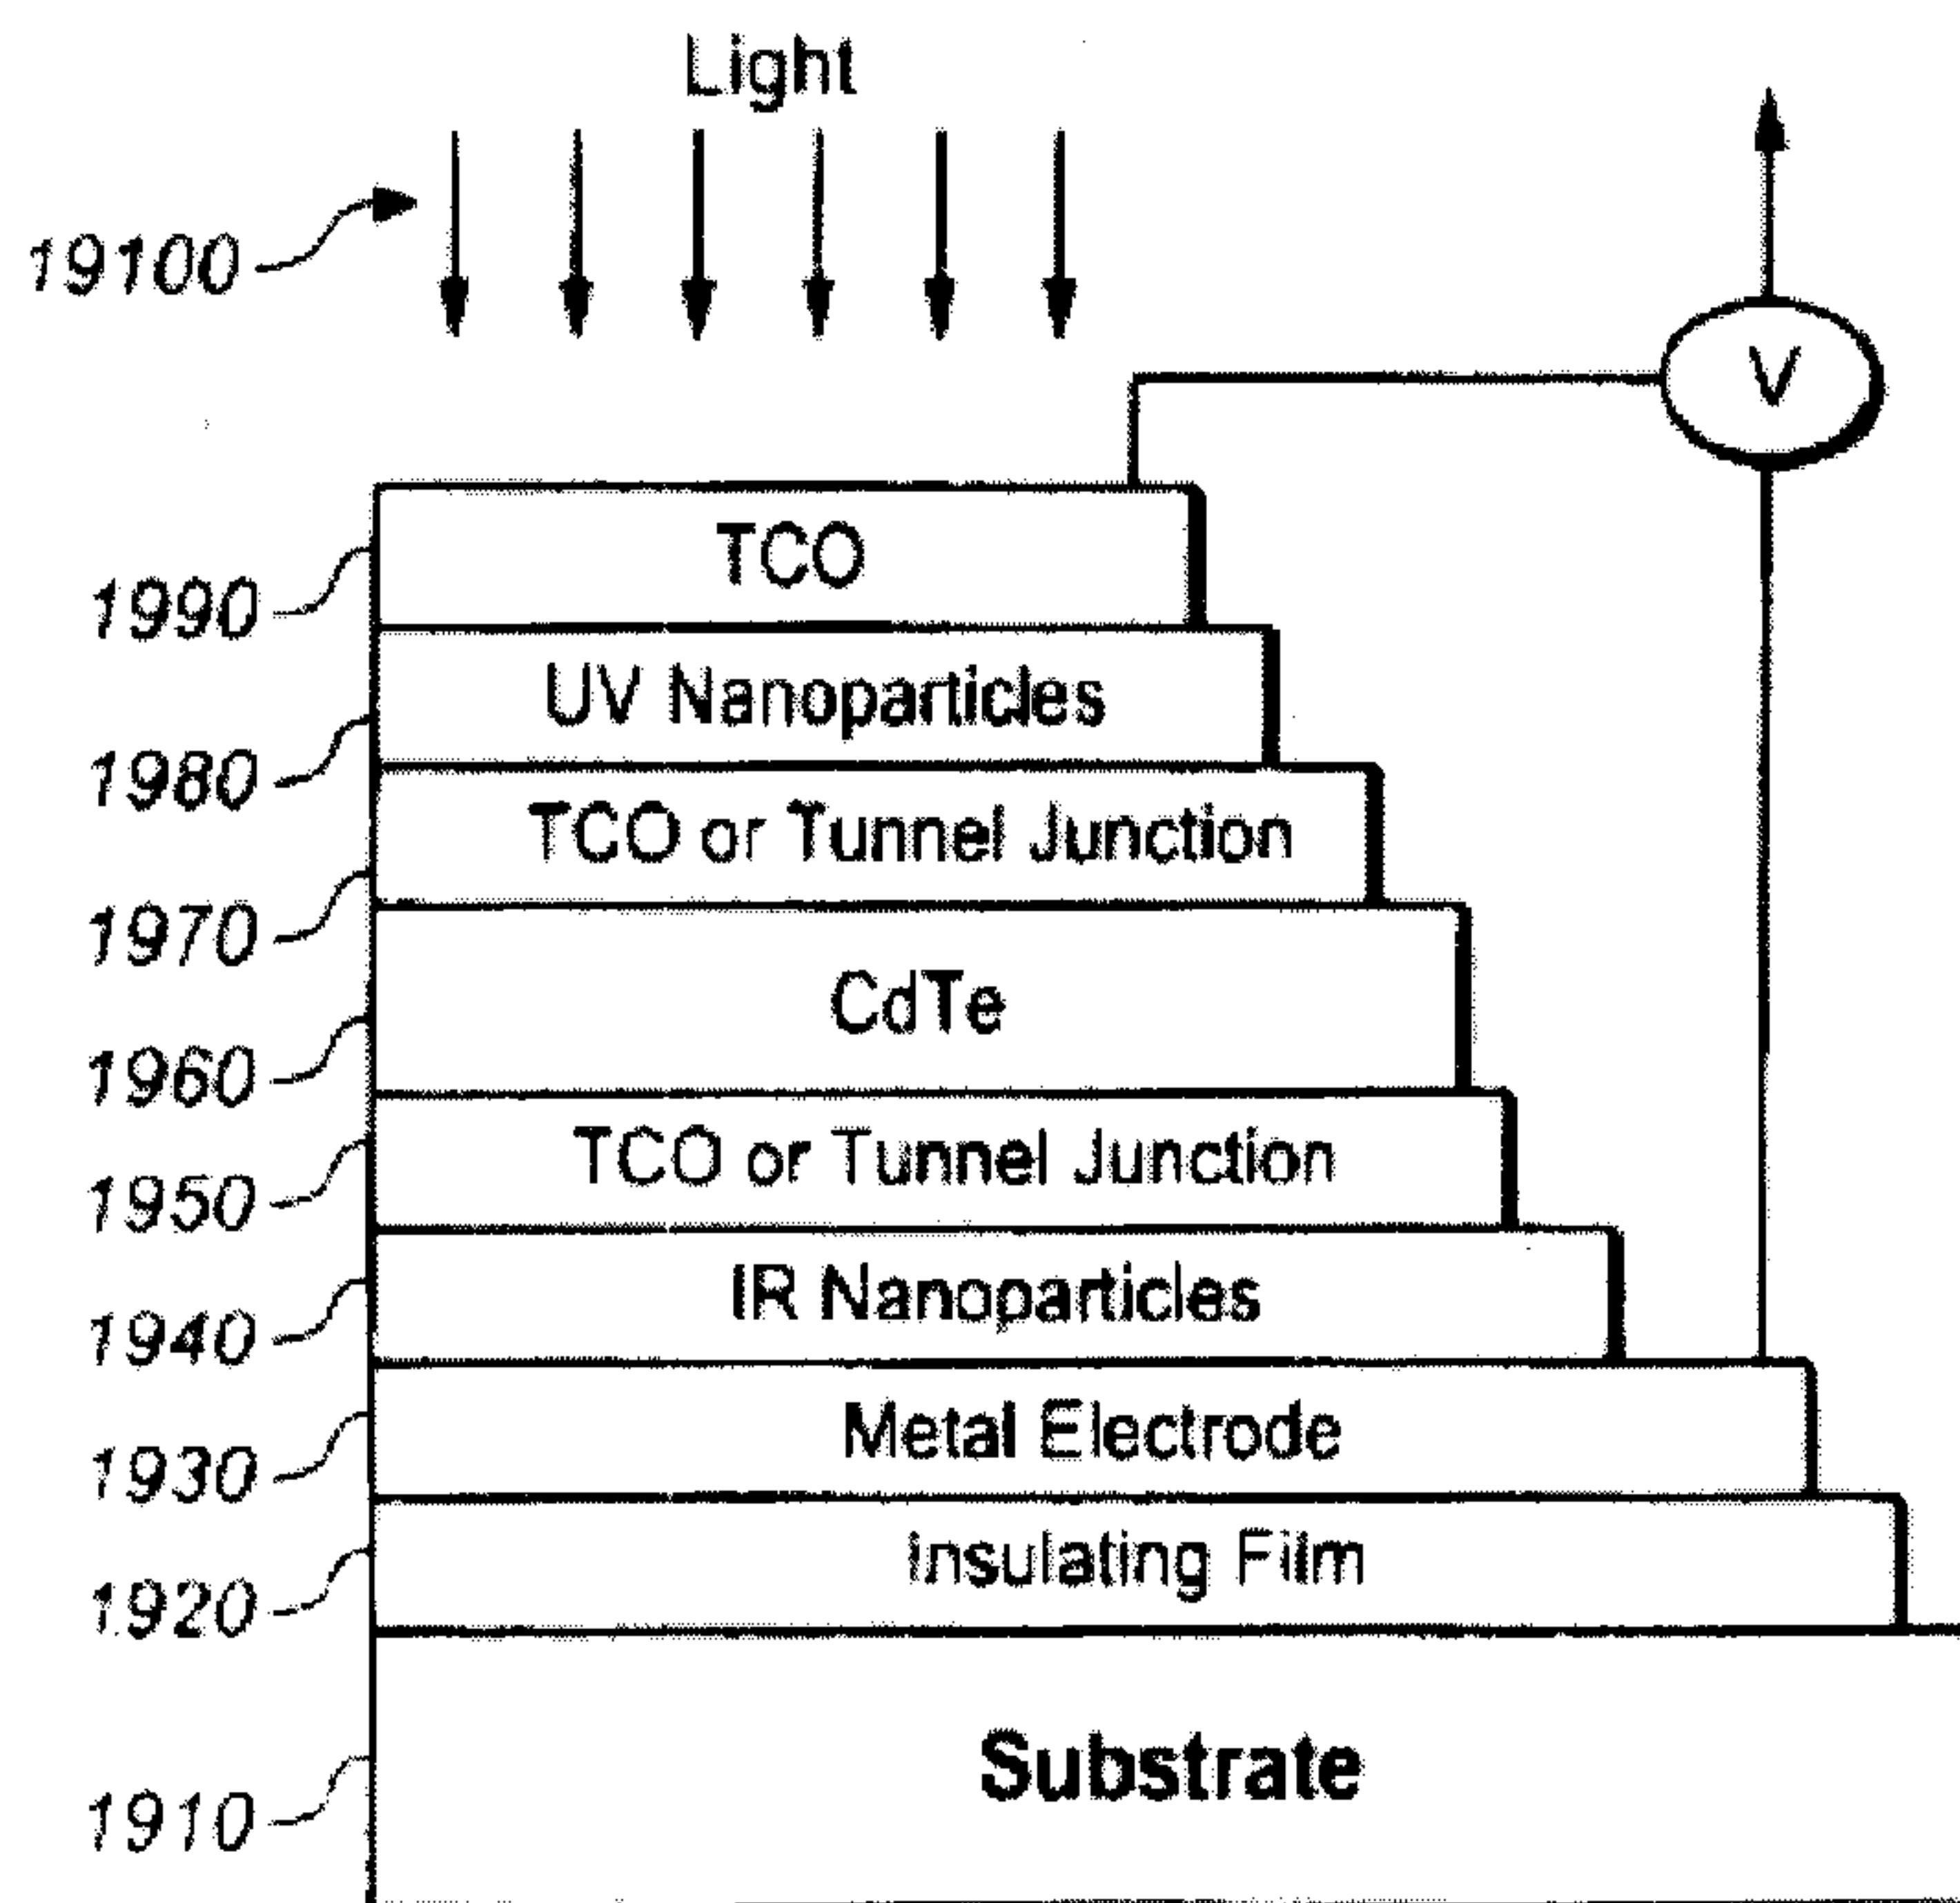 Light
19100
V
TCO
1990
UV Nanoparticles
1980
TCO or Tunnel Junction
1970
CdTe
1960
TCO or Tunnel Junction
1950
IR Nanoparticles
1940
Metal Electrode
1930
Insulating Film
1920
Substrate
1910